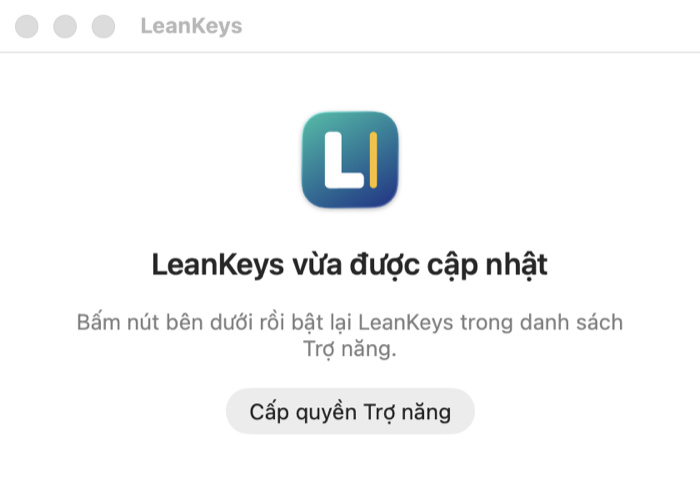 LeanKeys
LI
LeanKeys vừa được cập nhật
Bấm nút bên dưới rồi bật lại LeanKeys trong danh sách
Trợ năng.
Cấp quyền Trợ năng